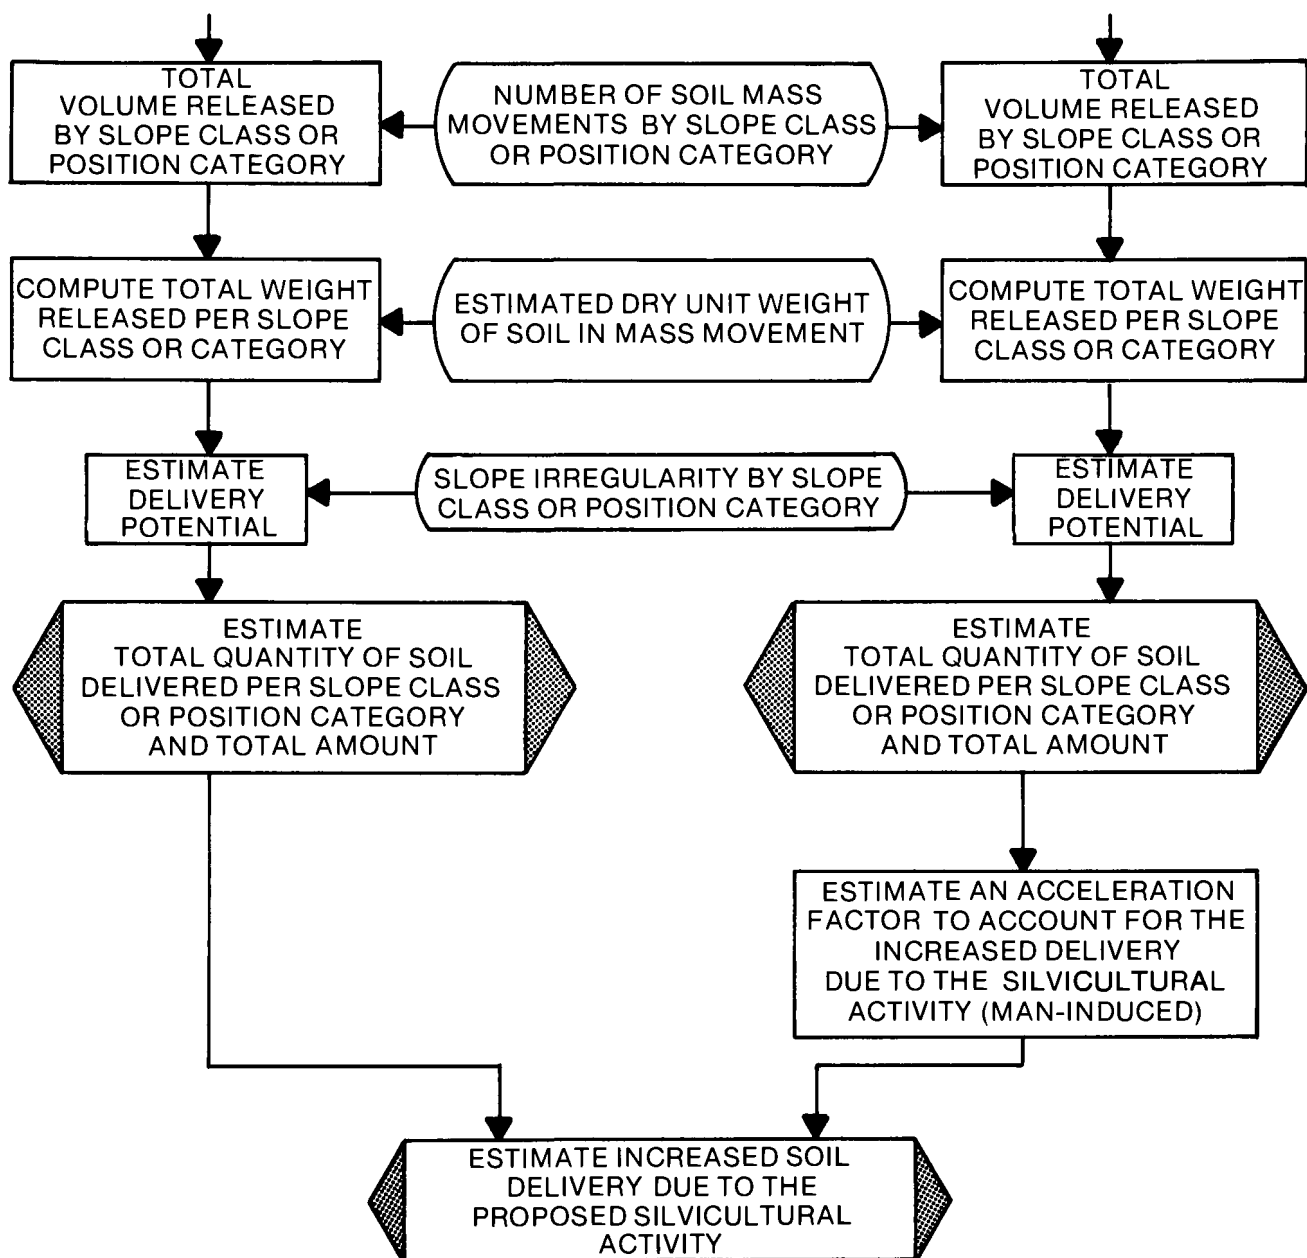 TOTAL
VOLUME RELEASED
BY SLOPE CLASS OR
POSITION CATEGORY
NUMBER OF SOIL MASS
MOVEMENTS BY SLOPE CLASS
OR POSITION CATEGORY
TOTAL
VOLUME RELEASED
BY SLOPE CLASS OR
POSITION CATEGORY
COMPUTE TOTAL WEIGHT
RELEASED PER SLOPE
CLASS OR CATEGORY
ESTIMATED DRY UNIT WEIGHT
OF SOIL IN MASS MOVEMENT
COMPUTE TOTAL WEIGHT
RELEASED PER SLOPE
CLASS OR CATEGORY
ESTIMATE
DELIVERY
POTENTIAL
SLOPE IRREGULARITY BY SLOPE
CLASS OR POSITION CATEGORY
ESTIMATE
DELIVERY
POTENTIAL
ESTIMATE
TOTAL QUANTITY OF SOIL
DELIVERED PER SLOPE CLASS
OR POSITION CATEGORY
AND TOTAL AMOUNT
ESTIMATE
TOTAL QUANTITY OF SOIL
DELIVERED PER SLOPE CLASS
OR POSITION CATEGORY
AND TOTAL AMOUNT
ESTIMATE AN ACCELERATION
FACTOR TO ACCOUNT FOR THE
INCREASED DELIVERY
DUE TO THE SILVICULTURAL
ACTIVITY (MAN-INDUCED)
ESTIMATE INCREASED SOIL
DELIVERY DUE TO THE
PROPOSED SILVICULTURAL
ACTIVITY